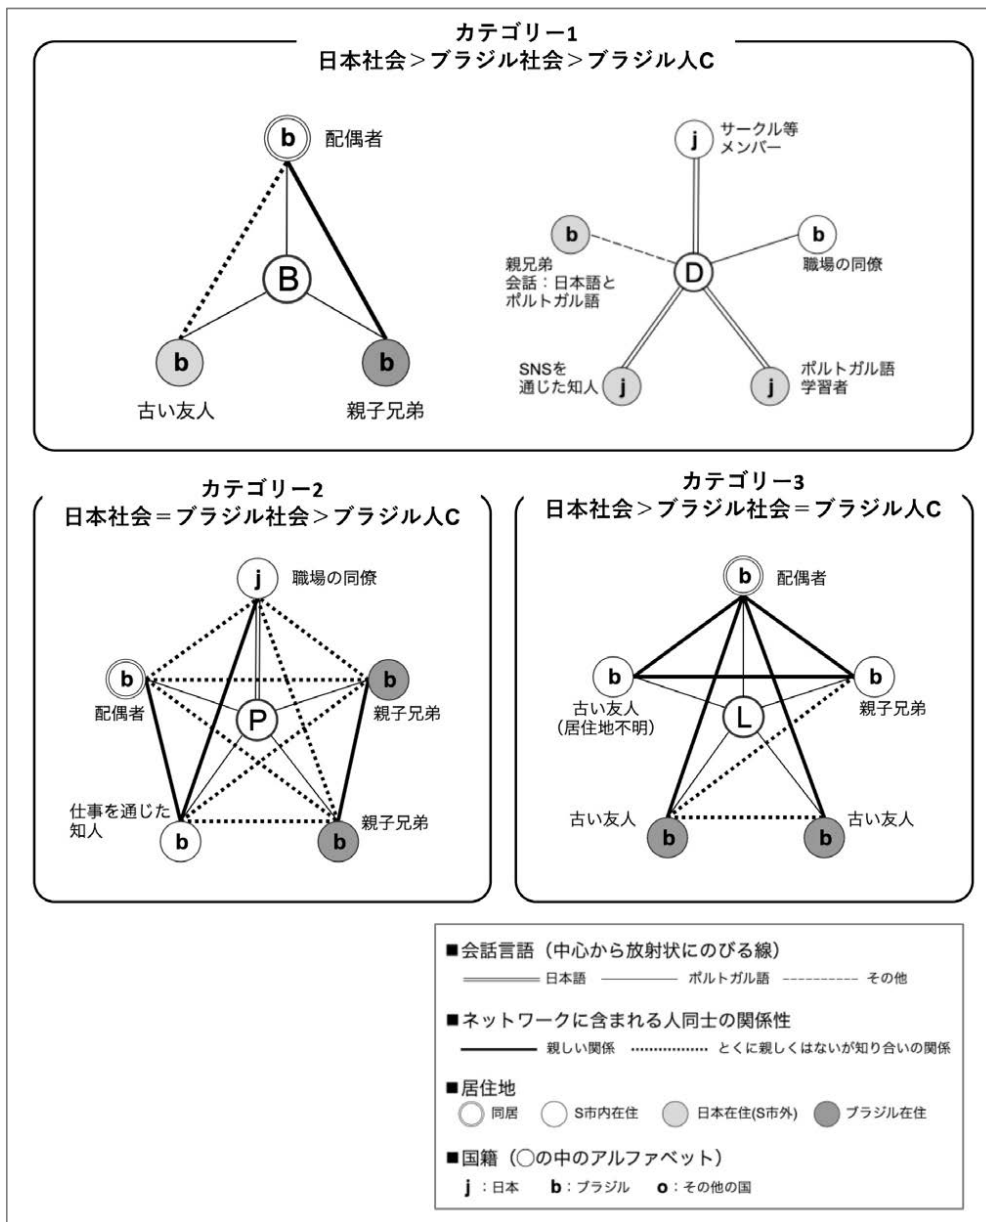 カテゴリー1
日本社会＞ブラジル社会＞ブラジル人C
b
配偶者
B
b
古い友人
b
親子兄弟
j
サークル等
メンバー
b
親兄弟
会話：日本語と
ポルトガル語
D
b
職場の同僚
SNSを
通じた知人
j
j
ポルトガル語
学習者
カテゴリー2
日本社会＝ブラジル社会＞ブラジル人C
j
職場の同僚
b
配偶者
P
b
親子兄弟
仕事を通じた
知人
b
b
親子兄弟
カテゴリー3
日本社会＞ブラジル社会＝ブラジル人C
b
配偶者
b
古い友人
（居住地不明）
L
b
親子兄弟
古い友人
b
b
古い友人
■会話言語（中心から放射状にのびる線）
日本語 ポルトガル語 その他
■ネットワークに含まれる人同士の関係性
親しい関係 とくに親しくはないが知り合いの関係
■居住地
同居 S市内在住 日本在住(S市外) ブラジル在住
■国籍（○の中のアルファベット）
j：日本 b：ブラジル o：その他の国